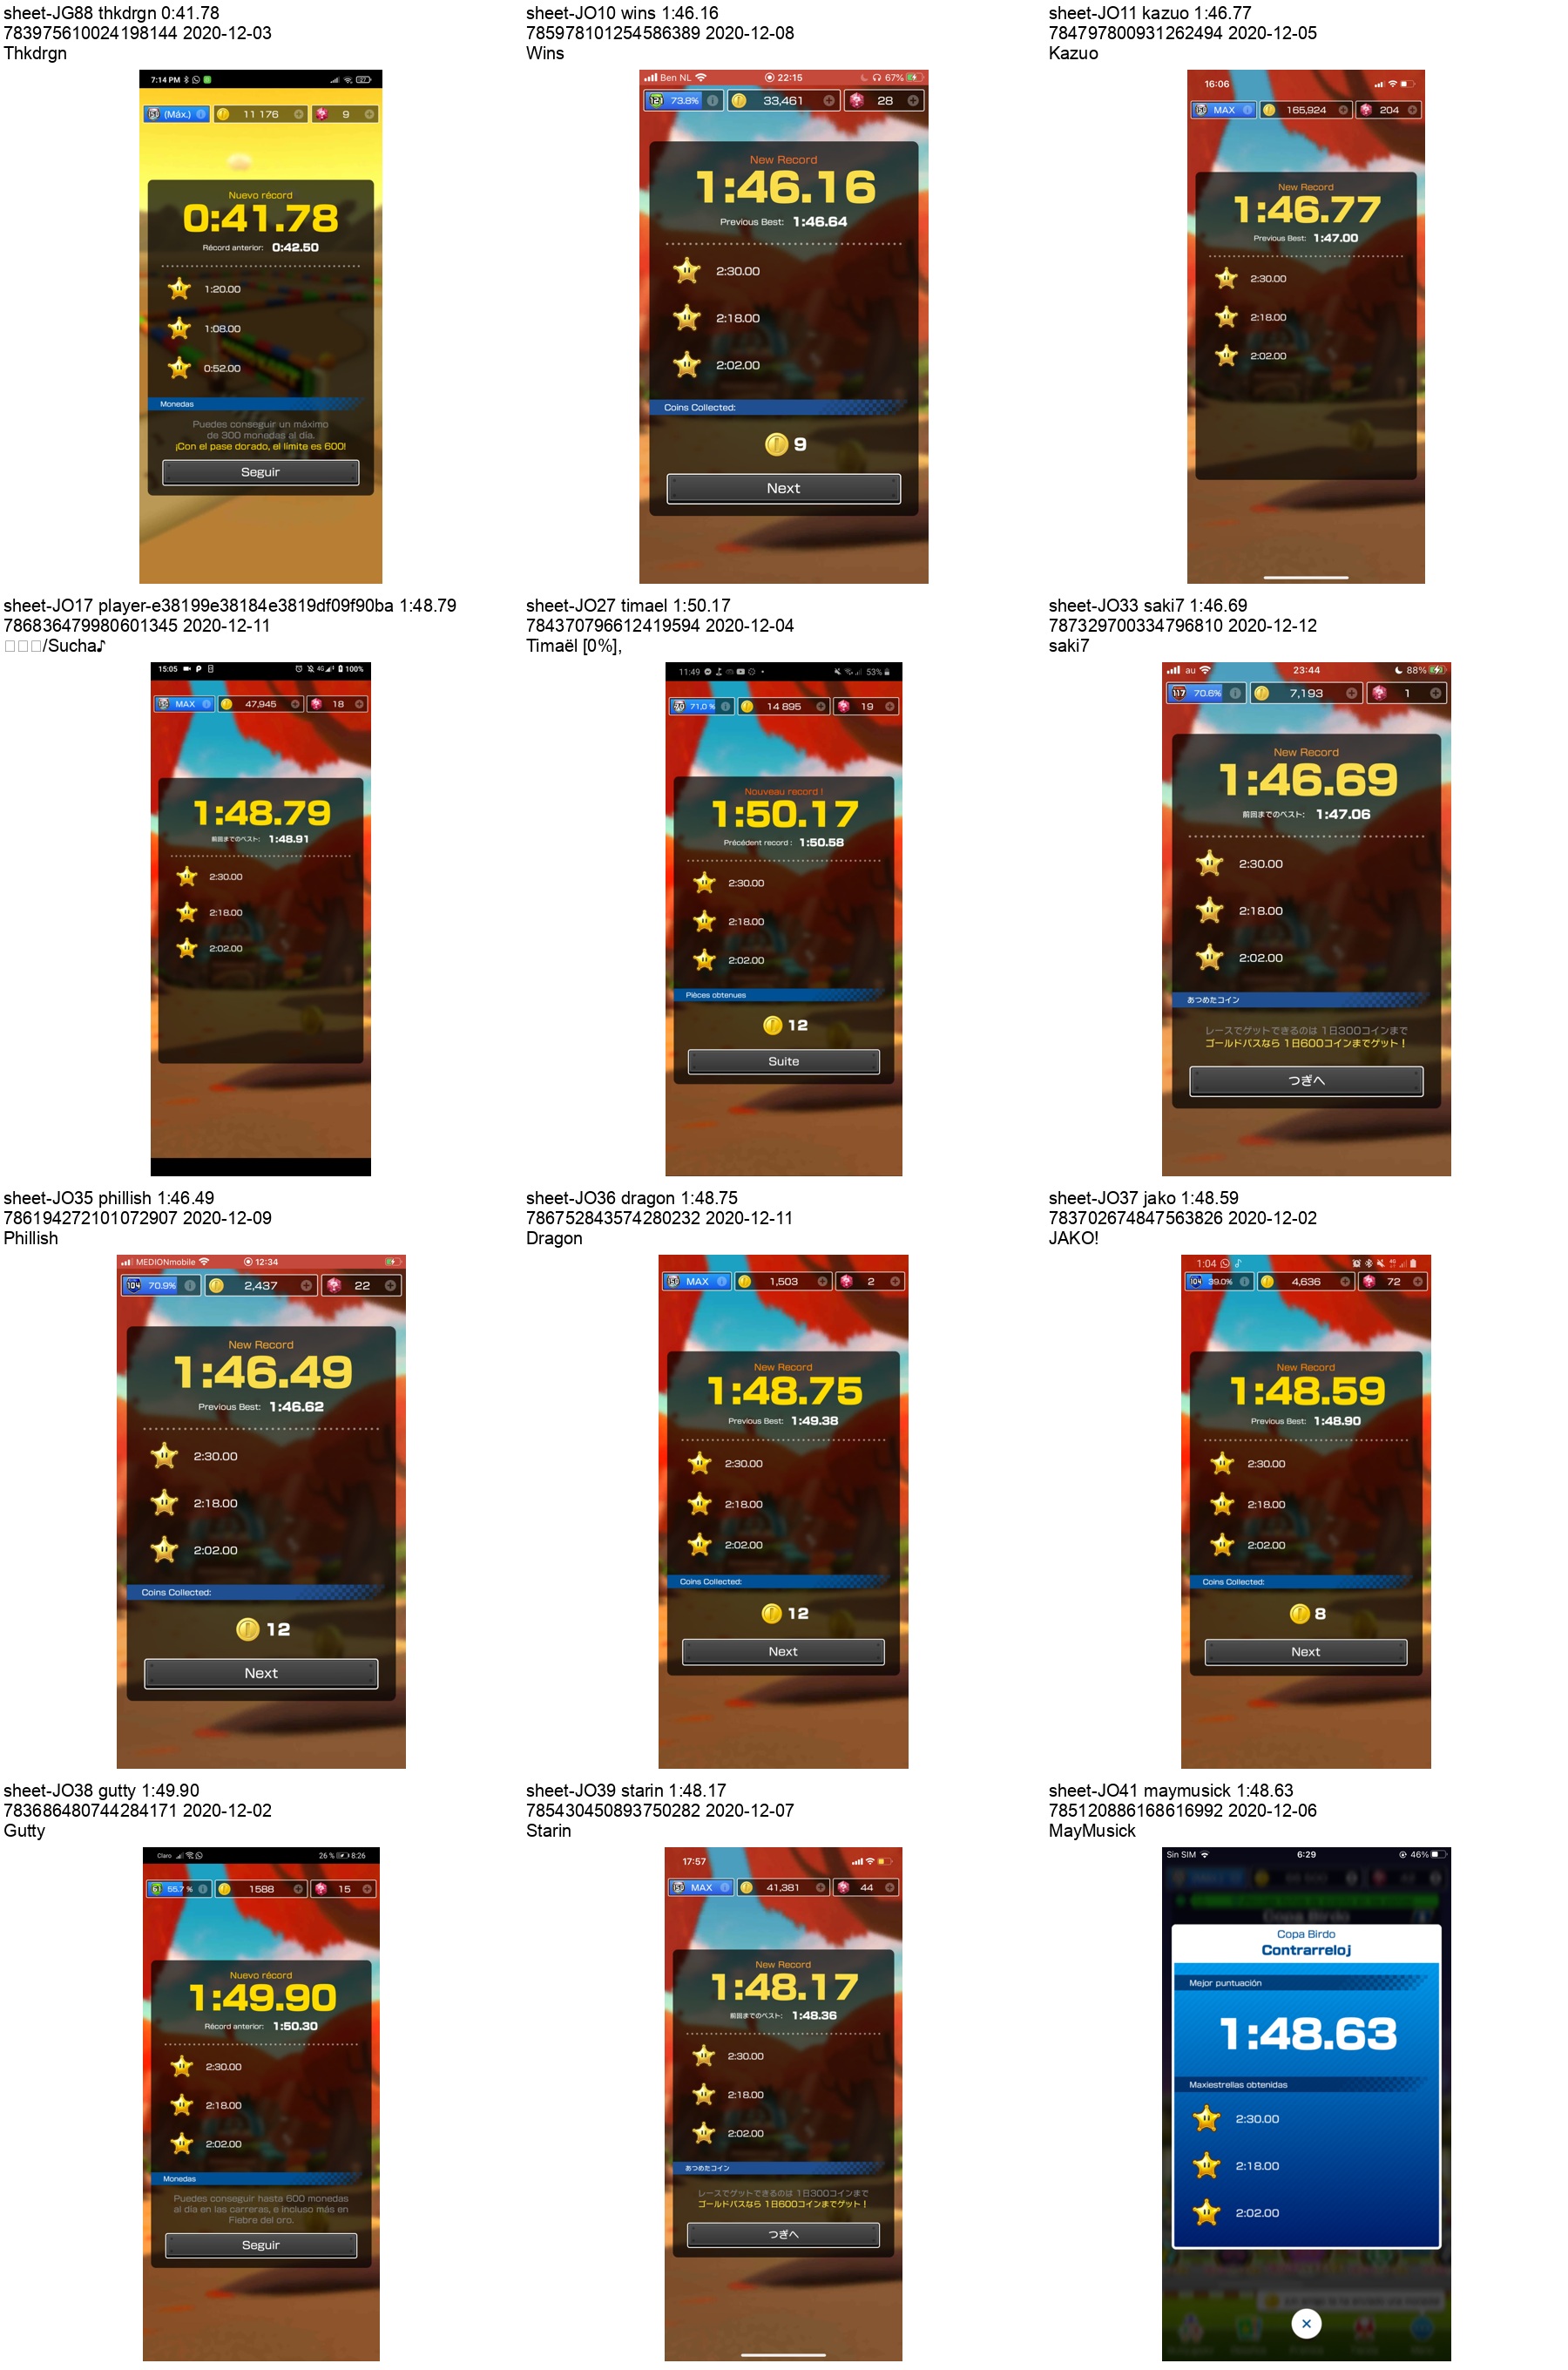 sheet-JG88 thkdrgn 0:41.78
783975610024198144 2020-12-03
Thkdrgn
7:14 PM
(Máx.) 11 176 9
Nuevo récord
0:41.78
Récord anterior: 0:42.50
1:20.00
1:08.00
0:52.00
Monedas
Puedes conseguir un máximo
de 300 monedas al día.
¡Con el pase dorado, el límite es 600!
Seguir
sheet-JO10 wins 1:46.16
785978101254586389 2020-12-08
Wins
Ben NL 22:15 67%
121 73.8% 33,461 28
New Record
1:46.16
Previous Best: 1:46.64
2:30.00
2:18.00
2:02.00
Coins Collected:
9
Next
sheet-JO11 kazuo 1:46.77
784797800931262494 2020-12-05
Kazuo
16:06
MAX 165,924 204
New Record
1:46.77
Previous Best: 1:47.00
2:30.00
2:18.00
2:02.00
sheet-JO17 player-e38199e38184e3819df09f90ba 1:48.79
786836479980601345 2020-12-11
□□□/Sucha♪
15:05 4G 100%
MAX 47,945 18
1:48.79
前回までのベスト: 1:48.91
2:30.00
2:18.00
2:02.00
sheet-JO27 timael 1:50.17
784370796612419594 2020-12-04
Timaël [0%],
11:49 53%
71,0 % 14 895 19
Nouveau record !
1:50.17
Précédent record : 1:50.58
2:30.00
2:18.00
2:02.00
Pièces obtenues
12
Suite
sheet-JO33 saki7 1:46.69
787329700334796810 2020-12-12
saki7
au 23:44 88%
117 70.6% 7,193 1
New Record
1:46.69
前回までのベスト: 1:47.06
2:30.00
2:18.00
2:02.00
あつめたコイン
レースでゲットできるのは 1日300コインまで
ゴールドパスなら 1日600コインまでゲット！
つぎへ
sheet-JO35 phillish 1:46.49
786194272101072907 2020-12-09
Phillish
MEDIONmobile 12:34
104 70.9% 2,437 22
New Record
1:46.49
Previous Best: 1:46.62
2:30.00
2:18.00
2:02.00
Coins Collected:
12
Next
sheet-JO36 dragon 1:48.75
786752843574280232 2020-12-11
Dragon
MAX 1,503 2
New Record
1:48.75
Previous Best: 1:49.38
2:30.00
2:18.00
2:02.00
Coins Collected:
12
Next
sheet-JO37 jako 1:48.59
783702674847563826 2020-12-02
JAKO!
1:04
104 39.0% 4,636 72
New Record
1:48.59
Previous Best: 1:48.90
2:30.00
2:18.00
2:02.00
Coins Collected:
8
Next
sheet-JO38 gutty 1:49.90
783686480744284171 2020-12-02
Gutty
Claro 26 % 8:26
55.7 % 1588 15
Nuevo récord
1:49.90
Récord anterior: 1:50.30
2:30.00
2:18.00
2:02.00
Monedas
Puedes conseguir hasta 600 monedas
al día en las carreras, e incluso más en
Fiebre del oro.
Seguir
sheet-JO39 starin 1:48.17
785430450893750282 2020-12-07
Starin
17:57
MAX 41,381 44
New Record
1:48.17
前回までのベスト: 1:48.36
2:30.00
2:18.00
2:02.00
あつめたコイン
レースでゲットできるのは 1日300コインまで
ゴールドパスなら 1日600コインまでゲット！
つぎへ
sheet-JO41 maymusick 1:48.63
785120886168616992 2020-12-06
MayMusick
Sin SIM 6:29 46%
Copa Birdo
Copa Birdo
Contrarreloj
Mejor puntuación
1:48.63
Maxiestrellas obtenidas
2:30.00
2:18.00
2:02.00